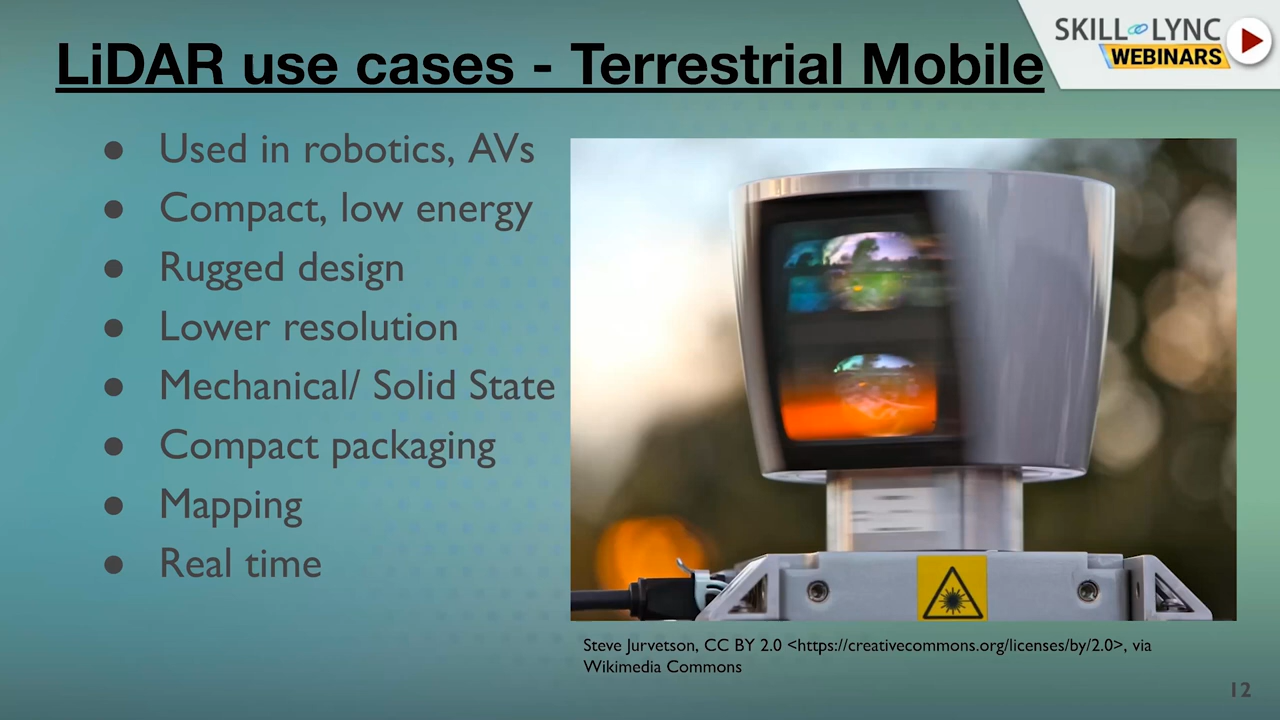 LiDAR use cases - Terrestrial Mobile
SKILL LYNC
WEBINARS
● Used in robotics, AVs
● Compact, low energy
● Rugged design
● Lower resolution
● Mechanical/ Solid State
● Compact packaging
● Mapping
● Real time
Steve Jurvetson, CC BY 2.0 <https://creativecommons.org/licenses/by/2.0>, via
Wikimedia Commons
12